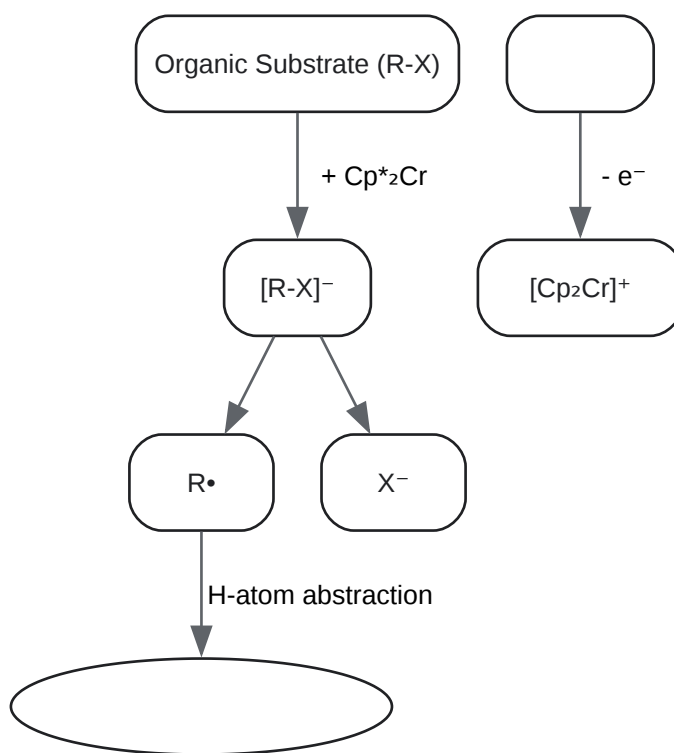 Organic Substrate (R-X)
+ Cp*₂Cr
- e⁻
[R-X]⁻
[Cp₂Cr]⁺
R•
X⁻
H-atom abstraction